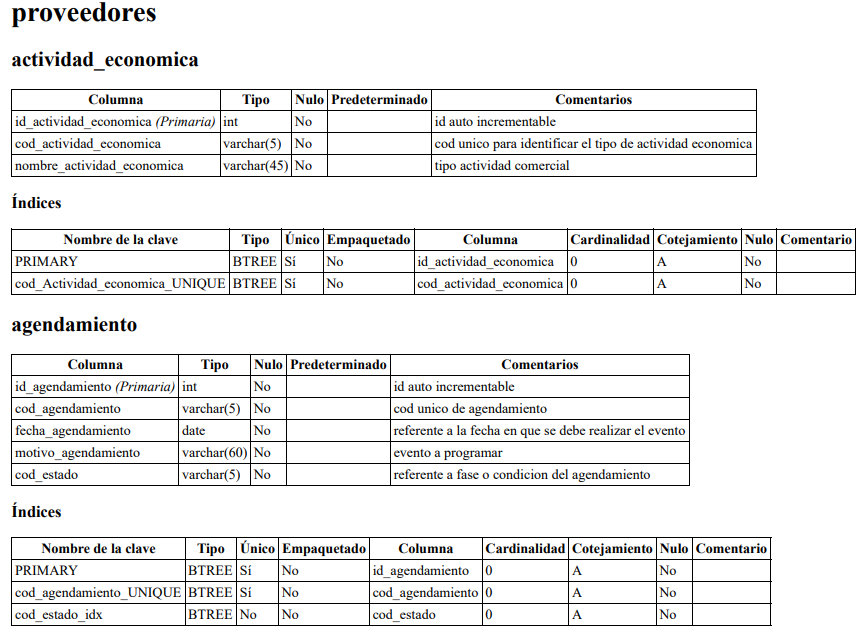 proveedores
actividad_economica
Columna Tipo Nulo Predeterminado Comentarios
id_actividad_economica (Primaria) int No id auto incrementable
cod_actividad_economica varchar(5) No cod unico para identificar el tipo de actividad economica
nombre_actividad_economica varchar(45) No tipo actividad comercial
Índices
Nombre de la clave Tipo Único Empaquetado Columna Cardinalidad Cotejamiento Nulo Comentario
PRIMARY BTREE Sí No id_actividad_economica 0 A No
cod_Actividad_economica_UNIQUE BTREE Sí No cod_actividad_economica 0 A No
agendamiento
Columna Tipo Nulo Predeterminado Comentarios
id_agendamiento (Primaria) int No id auto incrementable
cod_agendamiento varchar(5) No cod unico de agendamiento
fecha_agendamiento date No referente a la fecha en que se debe realizar el evento
motivo_agendamiento varchar(60) No evento a programar
cod_estado varchar(5) No referente a fase o condicion del agendamiento
Índices
Nombre de la clave Tipo Único Empaquetado Columna Cardinalidad Cotejamiento Nulo Comentario
PRIMARY BTREE Sí No id_agendamiento 0 A No
cod_agendamiento_UNIQUE BTREE Sí No cod_agendamiento 0 A No
cod_estado_idx BTREE No No cod_estado 0 A No